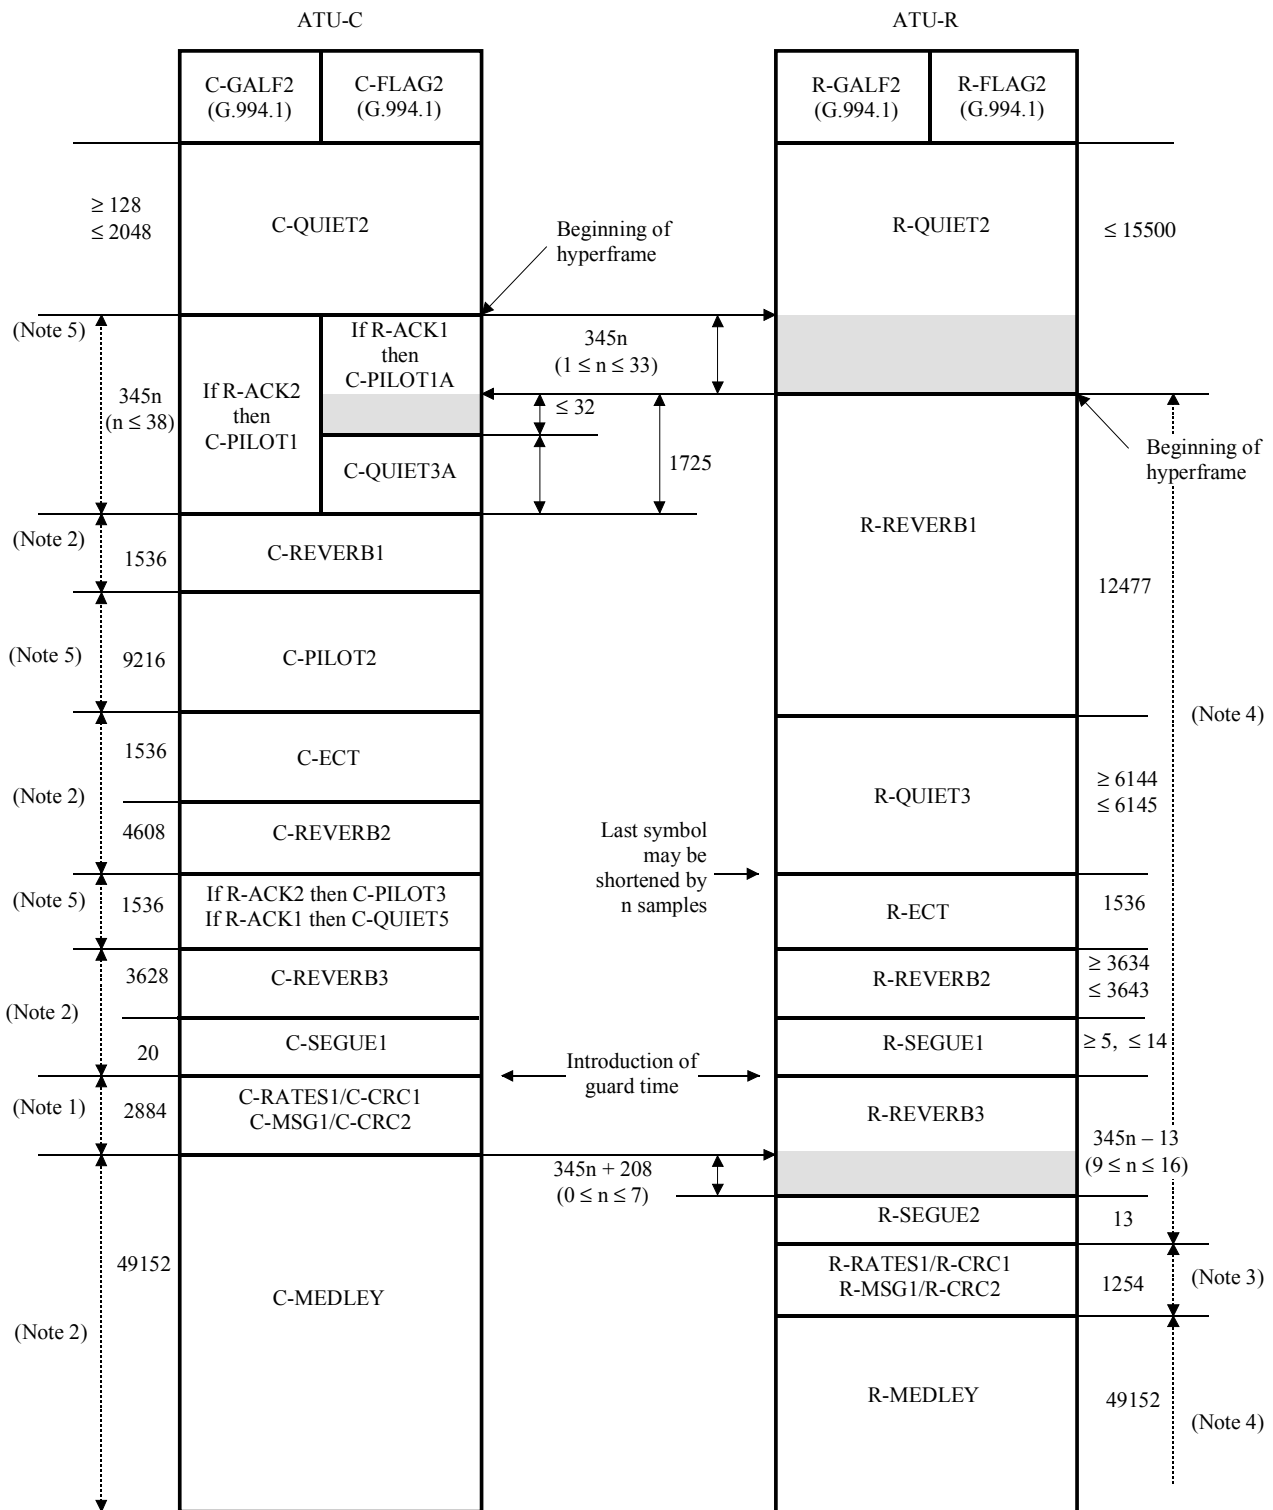 ATU-C
ATU-R
C-GALF2
(G.994.1)
C-FLAG2
(G.994.1)
R-GALF2
(G.994.1)
R-FLAG2
(G.994.1)
≥ 128
≤ 2048
C-QUIET2
Beginning of
hyperframe
R-QUIET2
≤ 15500
(Note 5)
345n
(n ≤ 38)
If R-ACK2
then
C-PILOT1
If R-ACK1
then
C-PILOT1A
345n
(1 ≤ n ≤ 33)
≤ 32
C-QUIET3A
1725
Beginning of
hyperframe
R-REVERB1
(Note 2)
1536
C-REVERB1
12477
(Note 5)
9216
C-PILOT2
(Note 4)
1536
C-ECT
(Note 2)
R-QUIET3
≥ 6144
≤ 6145
4608
C-REVERB2
Last symbol
may be
shortened by
n samples
(Note 5)
1536
If R-ACK2 then C-PILOT3
If R-ACK1 then C-QUIET5
R-ECT
1536
3628
C-REVERB3
R-REVERB2
≥ 3634
≤ 3643
(Note 2)
20
C-SEGUE1
R-SEGUE1
≥ 5, ≤ 14
Introduction of
guard time
(Note 1)
2884
C-RATES1/C-CRC1
C-MSG1/C-CRC2
R-REVERB3
345n – 13
(9 ≤ n ≤ 16)
345n + 208
(0 ≤ n ≤ 7)
R-SEGUE2
13
49152
C-MEDLEY
R-RATES1/R-CRC1
R-MSG1/R-CRC2
1254
(Note 3)
(Note 2)
R-MEDLEY
49152
(Note 4)